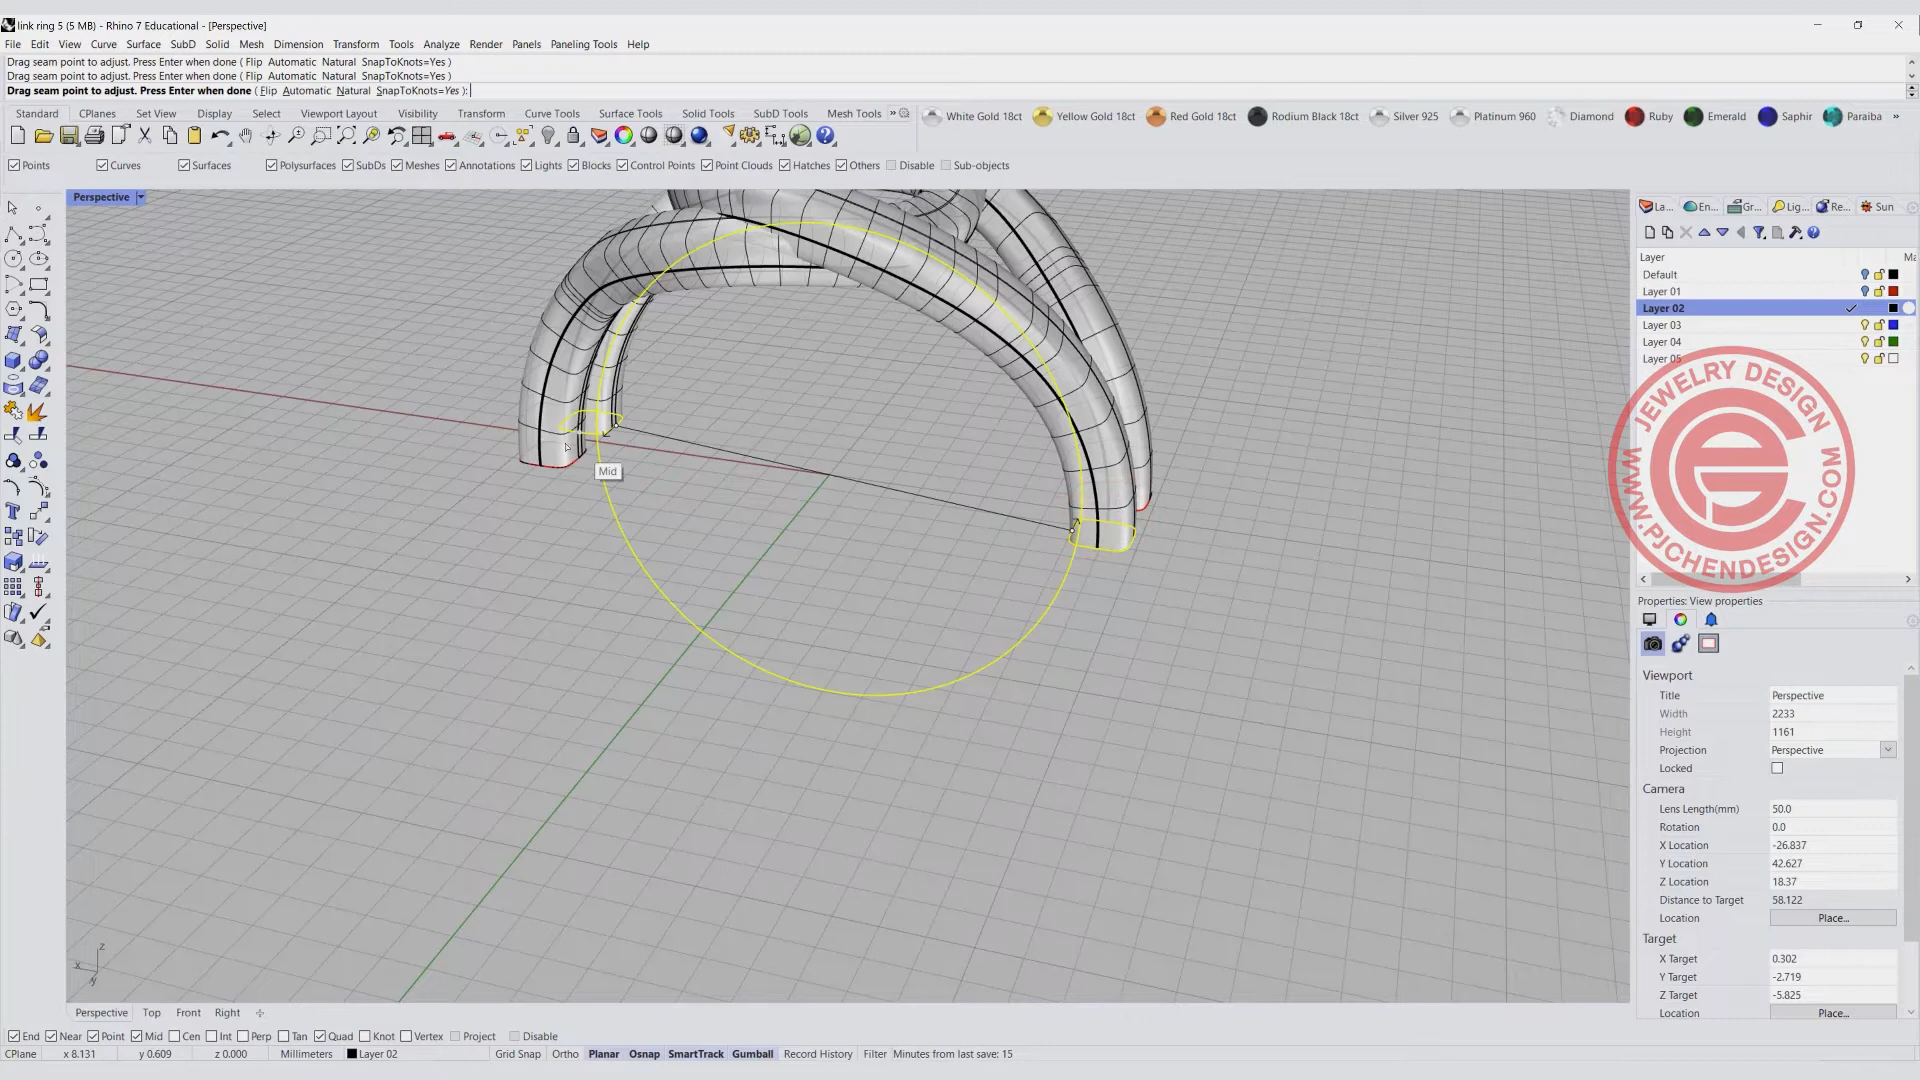 link ring 5 (5 MB) - Rhino 7 Educational - [Perspective]
File Edit View Curve Surface SubD Solid Mesh Dimension Transform Tools Analyze Render Panels Paneling Tools Help
Drag seam point to adjust. Press Enter when done ( Flip Automatic Natural SnapToKnots=Yes )
Drag seam point to adjust. Press Enter when done ( Flip Automatic Natural SnapToKnots=Yes )
Drag seam point to adjust. Press Enter when done ( Flip Automatic Natural SnapToKnots=Yes ):
Standard CPlanes Set View Display Select Viewport Layout Visibility Transform Curve Tools Surface Tools Solid Tools SubD Tools Mesh Tools »
White Gold 18ct Yellow Gold 18ct Red Gold 18ct Rodium Black 18ct Silver 925 Platinum 960 Diamond Ruby Emerald Saphir Paraiba »
Points Curves Surfaces Polysurfaces SubDs Meshes Annotations Lights Blocks Control Points Point Clouds Hatches Others Disable Sub-objects
Perspective
La... En... Gr... Lig... Re... Sun
Layer Ma
Default
Layer 01
Layer 02
Layer 03
Layer 04
Layer 05
JEWELRY DESIGN
WWW.PJCHENDESIGN.COM
Mid
Properties: View properties
Viewport
Title Perspective
Width 2233
Height 1161
Projection Perspective
Locked
Camera
Lens Length(mm) 50.0
Rotation 0.0
X Location -26.837
Y Location 42.627
Z Location 18.37
Distance to Target 58.122
Location Place...
Target
X Target 0.302
Y Target -2.719
Z Target -5.825
Location Place...
z
x
y
Perspective Top Front Right
End Near Point Mid Cen Int Perp Tan Quad Knot Vertex Project Disable
CPlane x 8.131 y 0.609 z 0.000 Millimeters Layer 02 Grid Snap Ortho Planar Osnap SmartTrack Gumball Record History Filter Minutes from last save: 15